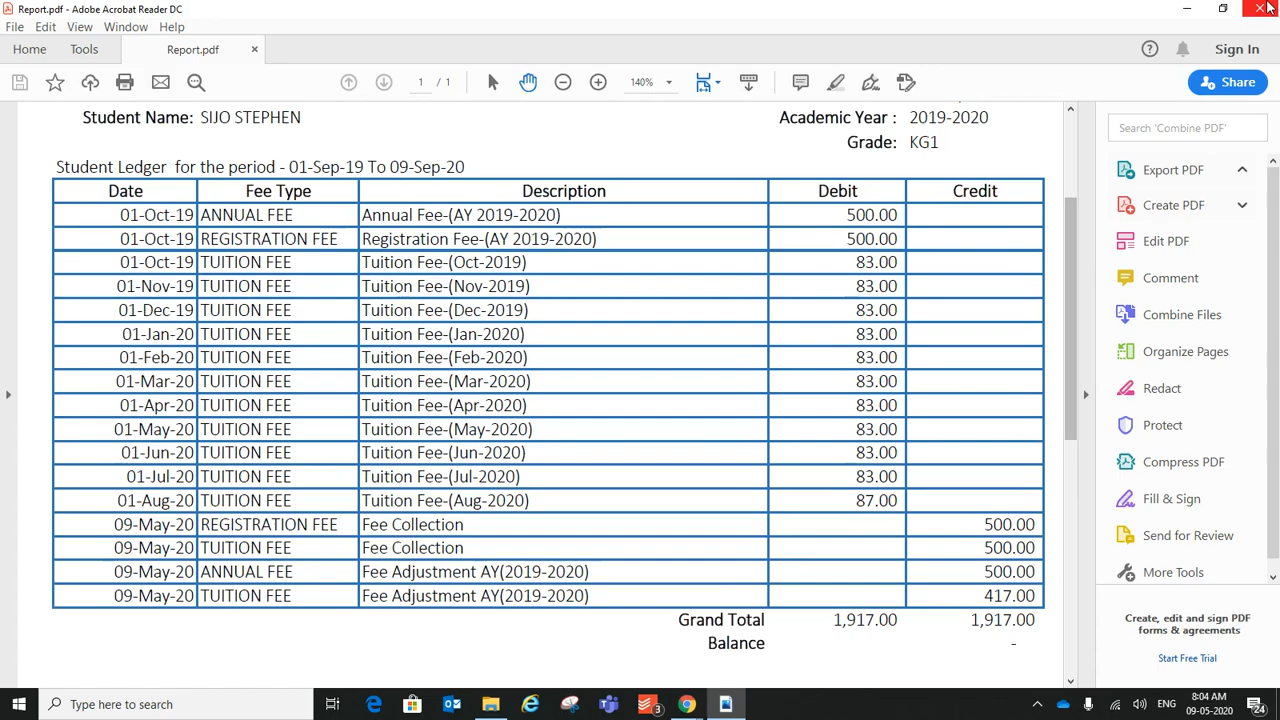 Report.pdf - Adobe Acrobat Reader DC
File Edit View Window Help
Home Tools Report.pdf × Sign In
1 / 1 140% Share
Student Name: SIJO STEPHEN Academic Year : 2019-2020
Grade: KG1
Student Ledger for the period - 01-Sep-19 To 09-Sep-20
Date Fee Type Description Debit Credit
01-Oct-19 ANNUAL FEE Annual Fee-(AY 2019-2020) 500.00
01-Oct-19 REGISTRATION FEE Registration Fee-(AY 2019-2020) 500.00
01-Oct-19 TUITION FEE Tuition Fee-(Oct-2019) 83.00
01-Nov-19 TUITION FEE Tuition Fee-(Nov-2019) 83.00
01-Dec-19 TUITION FEE Tuition Fee-(Dec-2019) 83.00
01-Jan-20 TUITION FEE Tuition Fee-(Jan-2020) 83.00
01-Feb-20 TUITION FEE Tuition Fee-(Feb-2020) 83.00
01-Mar-20 TUITION FEE Tuition Fee-(Mar-2020) 83.00
01-Apr-20 TUITION FEE Tuition Fee-(Apr-2020) 83.00
01-May-20 TUITION FEE Tuition Fee-(May-2020) 83.00
01-Jun-20 TUITION FEE Tuition Fee-(Jun-2020) 83.00
01-Jul-20 TUITION FEE Tuition Fee-(Jul-2020) 83.00
01-Aug-20 TUITION FEE Tuition Fee-(Aug-2020) 87.00
09-May-20 REGISTRATION FEE Fee Collection 500.00
09-May-20 TUITION FEE Fee Collection 500.00
09-May-20 ANNUAL FEE Fee Adjustment AY(2019-2020) 500.00
09-May-20 TUITION FEE Fee Adjustment AY(2019-2020) 417.00
Grand Total 1,917.00 1,917.00
Balance -
Search 'Combine PDF'
Export PDF
Create PDF
Edit PDF
Comment
Combine Files
Organize Pages
Redact
Protect
Compress PDF
Fill & Sign
Send for Review
More Tools
Create, edit and sign PDF
forms & agreements
Start Free Trial
Type here to search 3 ENG 8:04 AM
09-05-2020 24